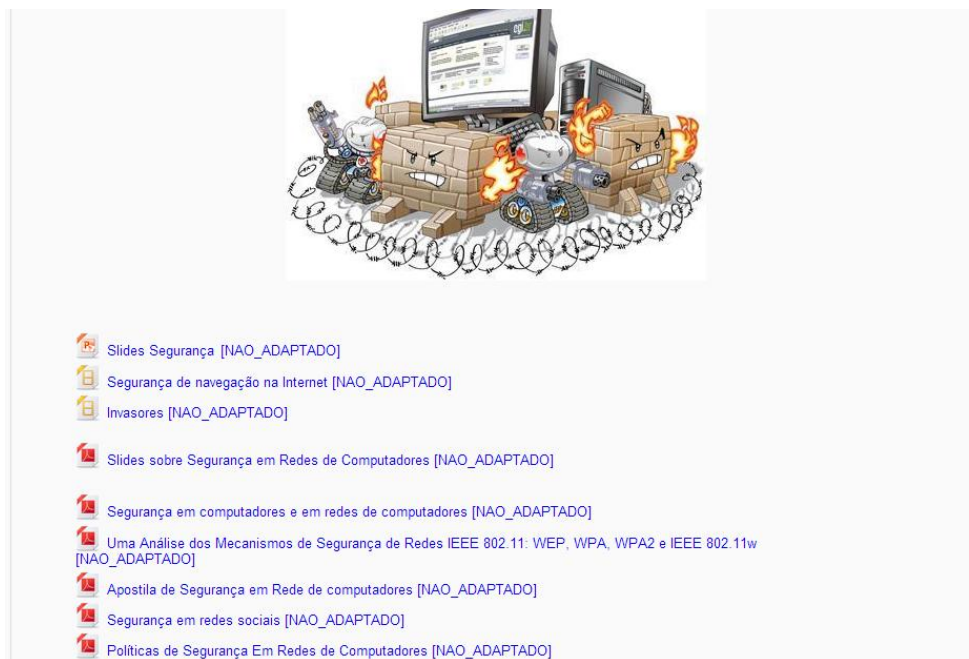 Slides Segurança [NAO_ADAPTADO]
Segurança de navegação na Internet [NAO_ADAPTADO]
Invasores [NAO_ADAPTADO]
Slides sobre Segurança em Redes de Computadores [NAO_ADAPTADO]
Segurança em computadores e em redes de computadores [NAO_ADAPTADO]
Uma Análise dos Mecanismos de Segurança de Redes IEEE 802.11: WEP, WPA, WPA2 e IEEE 802.11w
[NAO_ADAPTADO]
Apostila de Segurança em Rede de computadores [NAO_ADAPTADO]
Segurança em redes sociais [NAO_ADAPTADO]
Políticas de Segurança Em Redes de Computadores [NAO_ADAPTADO]